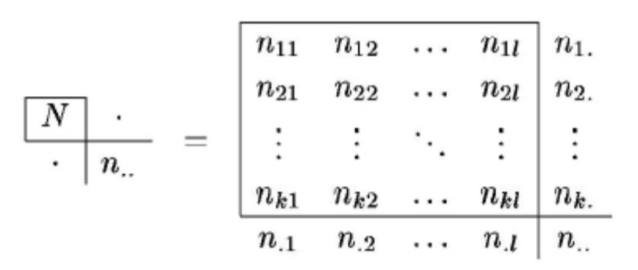 n₁₁ n₁₂ … n₁ₗ n₁.
N · n₂₁ n₂₂ … n₂ₗ n₂.
· n.. = ⋮ ⋮ ⋱ ⋮ ⋮
nₖ₁ nₖ₂ … nₖₗ nₖ.
n.₁ n.₂ … n.ₗ n..